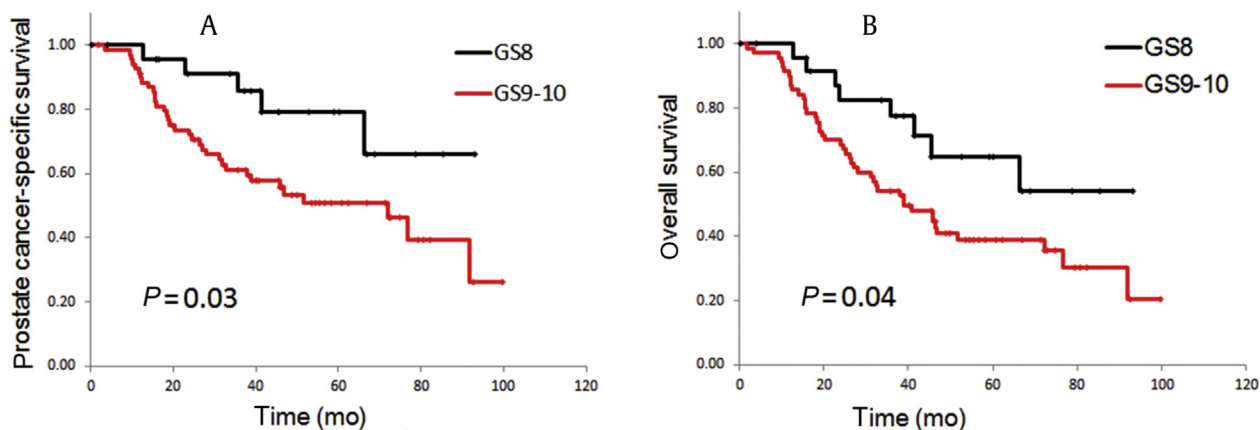 A
Prostate cancer-specific survival
1.00
0.80
0.60
0.40
0.20
0.00
GS8
GS9-10
P = 0.03
0 20 40 60 80 100 120
Time (mo)
B
Overall survival
1.00
0.80
0.60
0.40
0.20
0.00
GS8
GS9-10
P = 0.04
0 20 40 60 80 100 120
Time (mo)